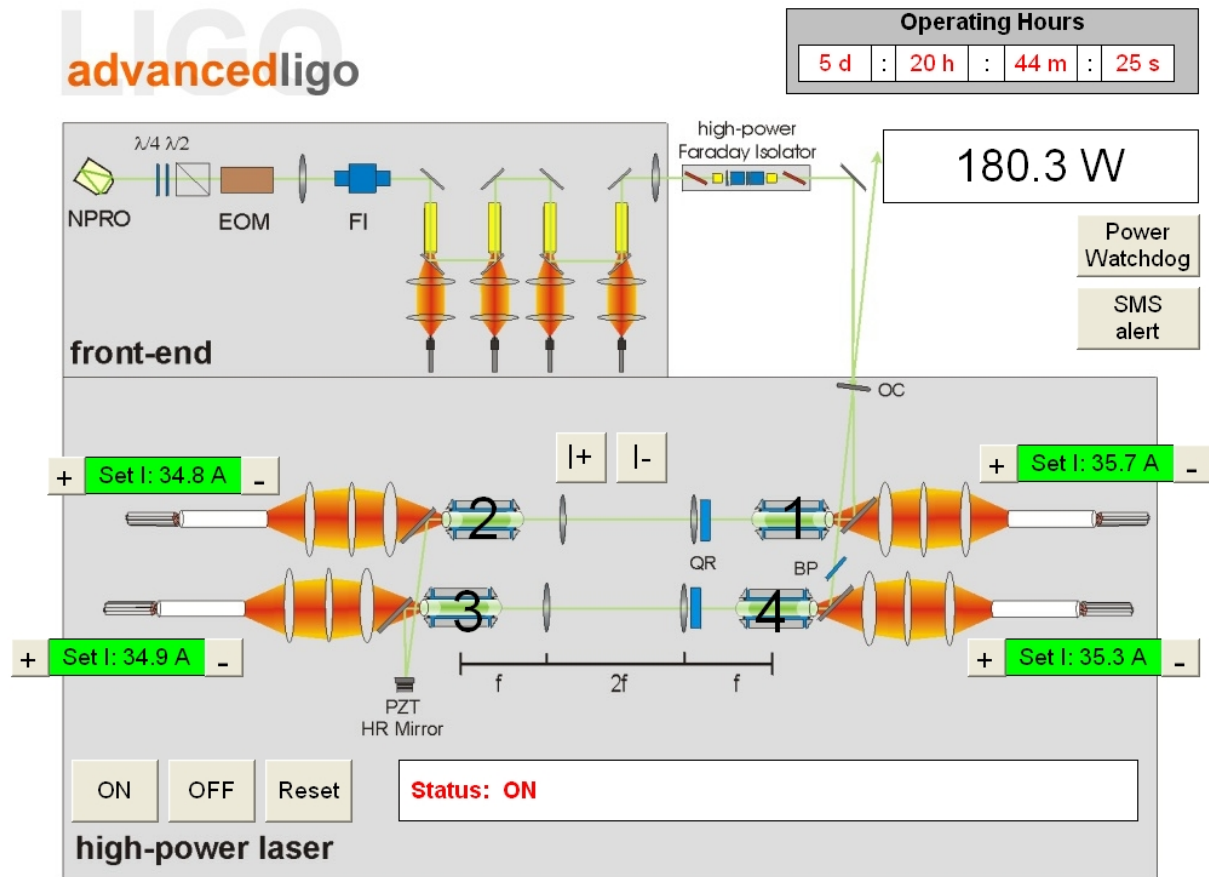 LIGO
advancedligo
Operating Hours
5 d : 20 h : 44 m : 25 s
180.3 W
Power
Watchdog
SMS
alert
high-power
Faraday Isolator
λ/4 λ/2
NPRO
EOM
FI
front-end
OC
|+ |-
+ Set I: 34.8 A -
+ Set I: 35.7 A -
2
1
QR
BP
3
4
+ Set I: 34.9 A -
+ Set I: 35.3 A -
f 2f f
PZT
HR Mirror
ON OFF Reset
Status: ON
high-power laser